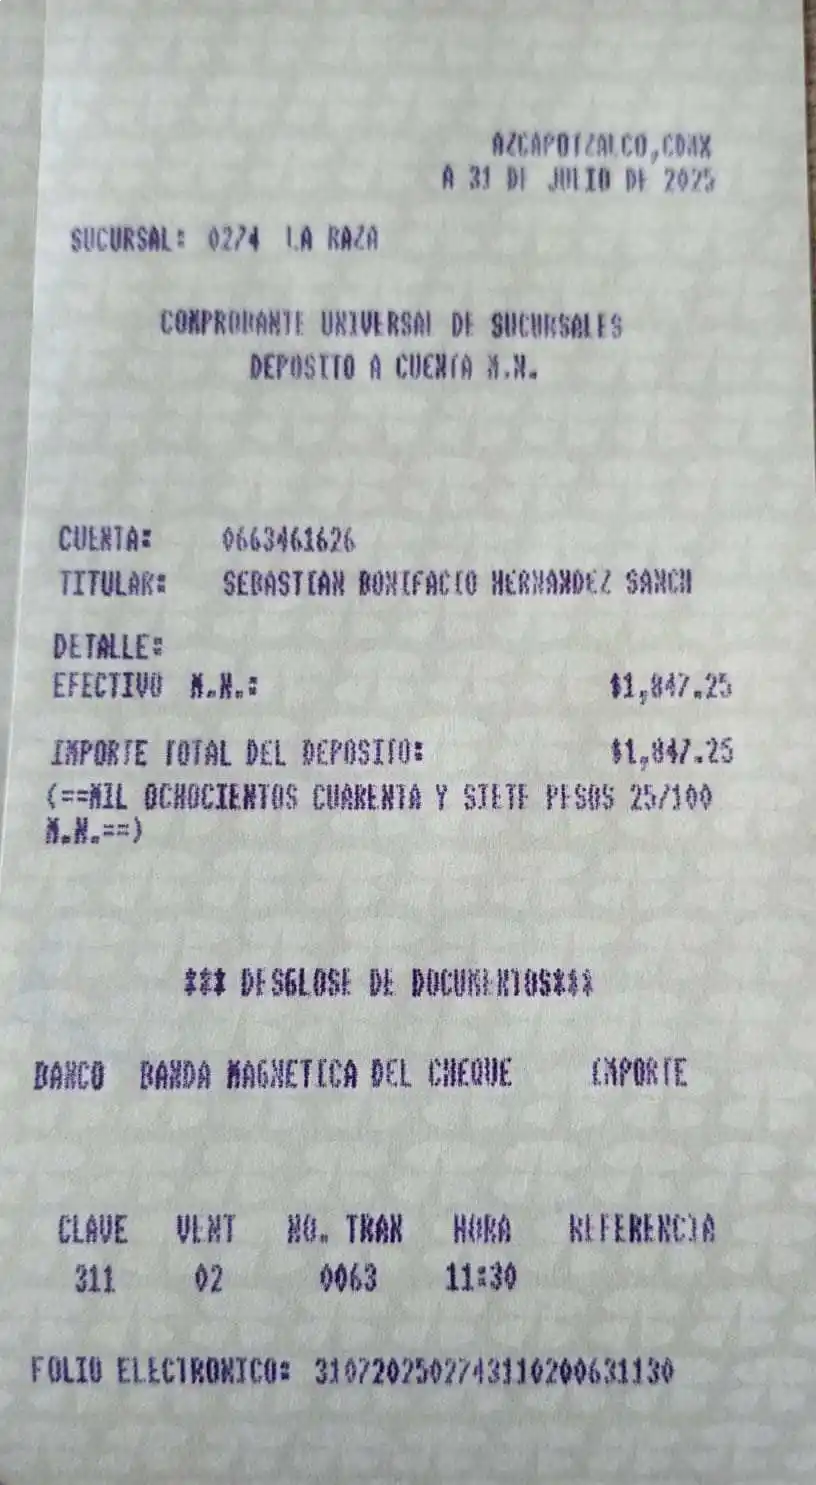 AZCAPOTZALCO,CDMX
A 31 DE JULIO DE 2025
SUCURSAL: 0274 LA RAZA
COMPROBANTE UNIVERSAL DE SUCURSALES
DEPOSITO A CUENTA M.N.
CUENTA: 0663461626
TITULAR: SEBASTIAN BONIFACIO HERNANDEZ SANCH
DETALLE:
EFECTIVO M.N.: $1,847.25
IMPORTE TOTAL DEL DEPOSITO: $1,847.25
(==MIL OCHOCIENTOS CUARENTA Y SIETE PESOS 25/100
M.N.==)
*** DESGLOSE DE DOCUMENTOS***
BANCO BANDA MAGNETICA DEL CHEQUE IMPORTE
CLAVE VENT NO. TRAN HORA REFERENCIA
311 02 0063 11:30
FOLIO ELECTRONICO: 3107202502743110200631130